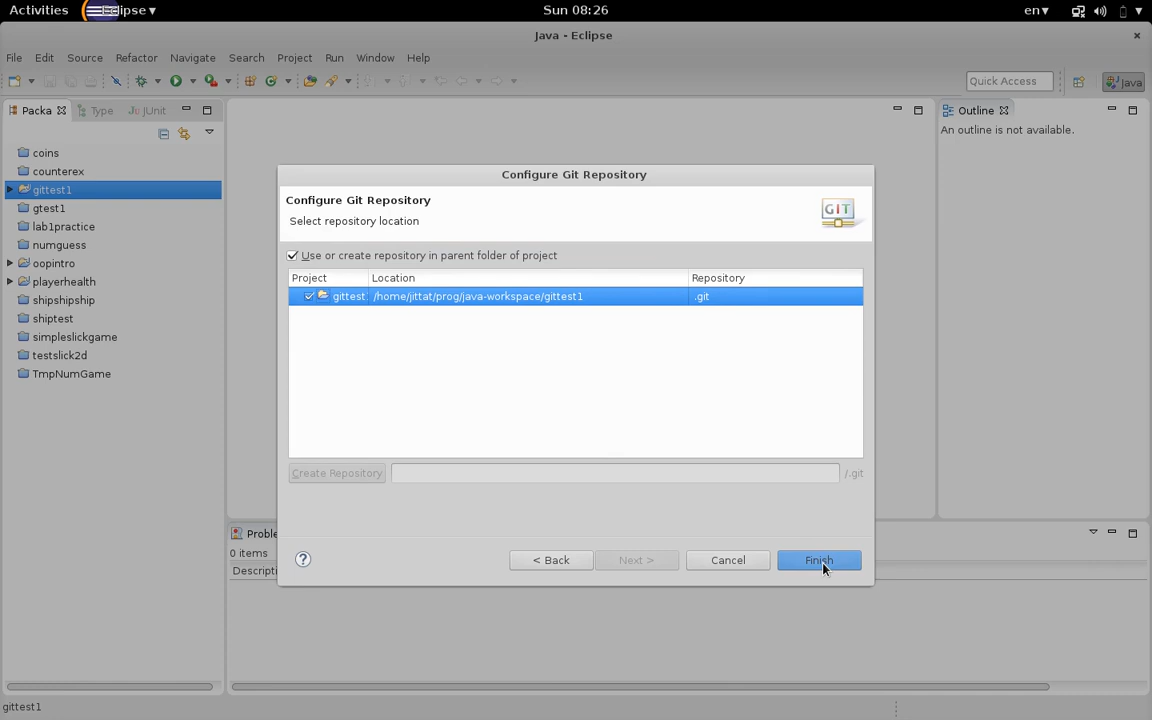 Activities
Eclipse ▾
Sun 08:26
en ▾
Java - Eclipse
File Edit Source Refactor Navigate Search Project Run Window Help
Quick Access
Java
Packa
Type
JUnit
Outline
An outline is not available.
coins
counterex
gittest1
gtest1
lab1practice
numguess
oopintro
playerhealth
shipshipship
shiptest
simpleslickgame
testslick2d
TmpNumGame
Configure Git Repository
Configure Git Repository
Select repository location
GIT
Use or create repository in parent folder of project
Project Location Repository
gittest /home/jittat/prog/java-workspace/gittest1 .git
Create Repository
/.git
Proble
0 items
Descripti
?
< Back Next > Cancel Finish
gittest1